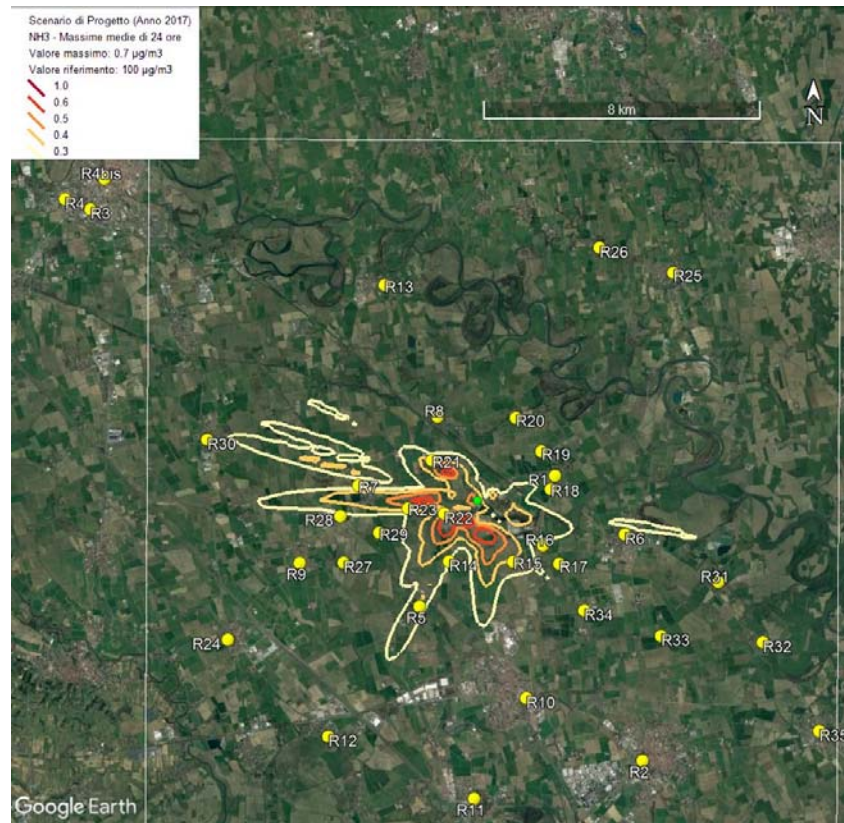 Scenario di Progetto (Anno 2017)
NH3 - Massime medie di 24 ore
Valore massimo: 0.7 µg/m3
Valore riferimento: 100 µg/m3
1.0
0.6
0.5
0.4
0.3
8 km
N
R4bis
R4
R3
R26
R25
R13
R8
R20
R30
R19
R21
R1
R7
R18
R23
R22
R28
R29
R6
R16
R9
R27
R14
R15
R17
R31
R5
R34
R24
R33
R32
R10
R12
R35
R2
R11
Google Earth